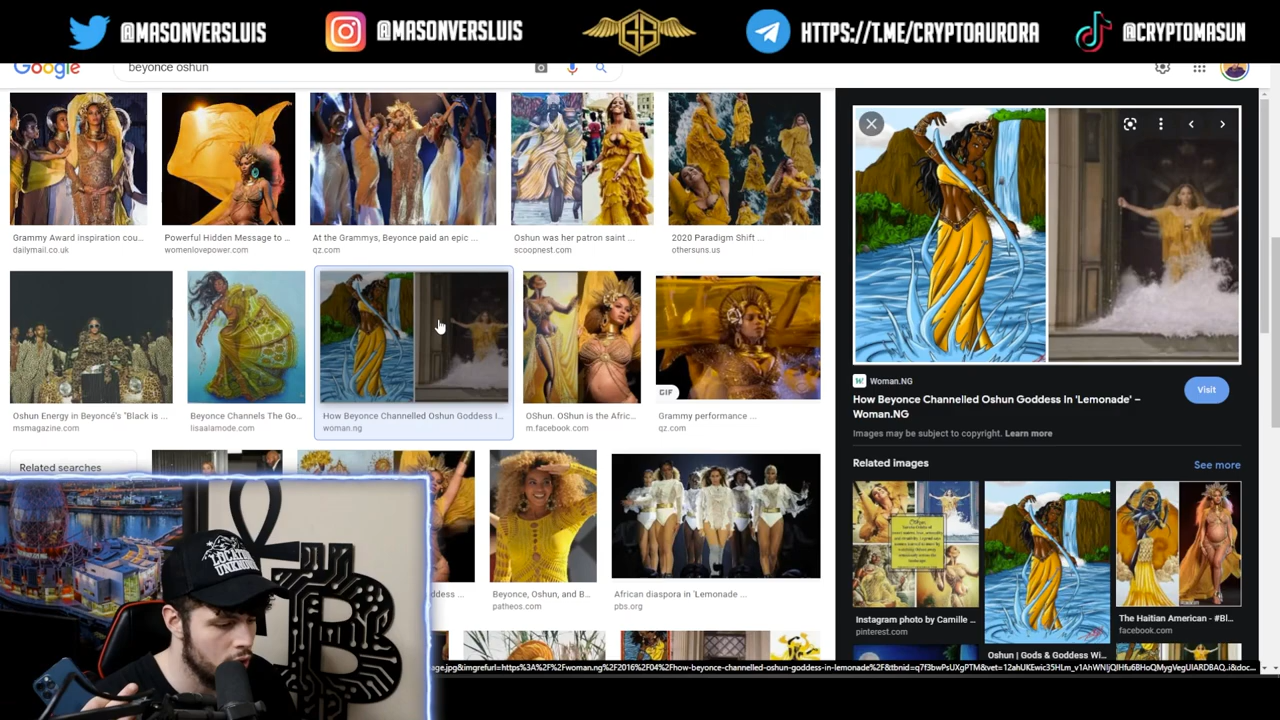 @MASONVERSLUIS
@MASONVERSLUIS
GS
HTTPS://T.ME/CRYPTOAURORA
@CRYPTOMASUN
Google
beyonce oshun
Grammy Award inspiration cou...
dailymail.co.uk
Powerful Hidden Message to ...
womenlovepower.com
At the Grammys, Beyonce paid an epic ...
qz.com
Oshun was her patron saint ...
scoopnest.com
2020 Paradigm Shift ...
othersuns.us
Oshun Energy in Beyoncé's "Black is ...
msmagazine.com
Beyonce Channels The Go...
lisaalamode.com
How Beyonce Channelled Oshun Goddess I...
woman.ng
OShun. OShun is the Afric...
m.facebook.com
GIF
Grammy performance ...
qz.com
Related searches
ddess ...
Beyonce, Oshun, and B...
patheos.com
African diaspora in 'Lemonade ...
pbs.org
Woman.NG
Visit
How Beyonce Channelled Oshun Goddess In 'Lemonade' –
Woman.NG
Images may be subject to copyright. Learn more
Related images
See more
Instagram photo by Camille ...
pinterest.com
Oshun | Gods & Goddess Wi...
The Haitian American - #Bl...
facebook.com
UNKNOWN